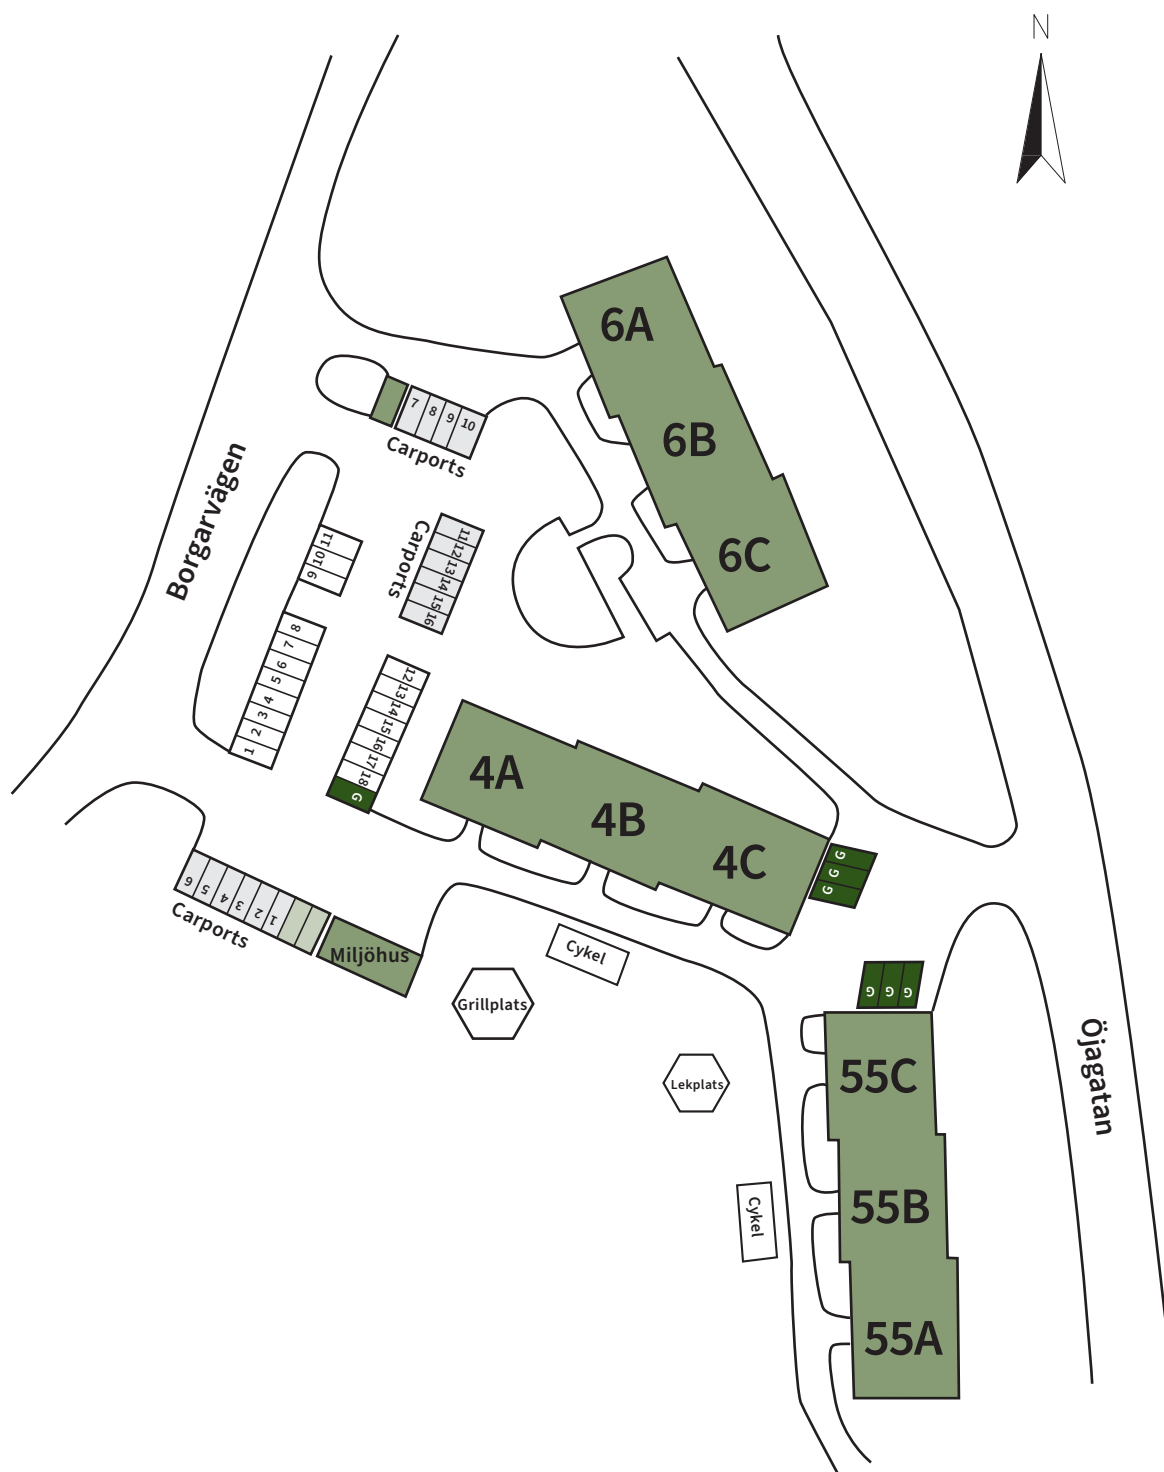 N
6A
6B
6C
7 8 9 10
Carports
Borgarvägen
11
10
9
Carports
11
12
13
14
15
16
8
7
6
5
4
3
2
1
12
13
14
15
16
17
18
G
4A
4B
4C
G
G
G
6 5 4 3 2 1
Carports
Miljöhus
Cykel
Grillplats
G G G
Lekplats
55C
Öjagatan
Cykel
55B
55A